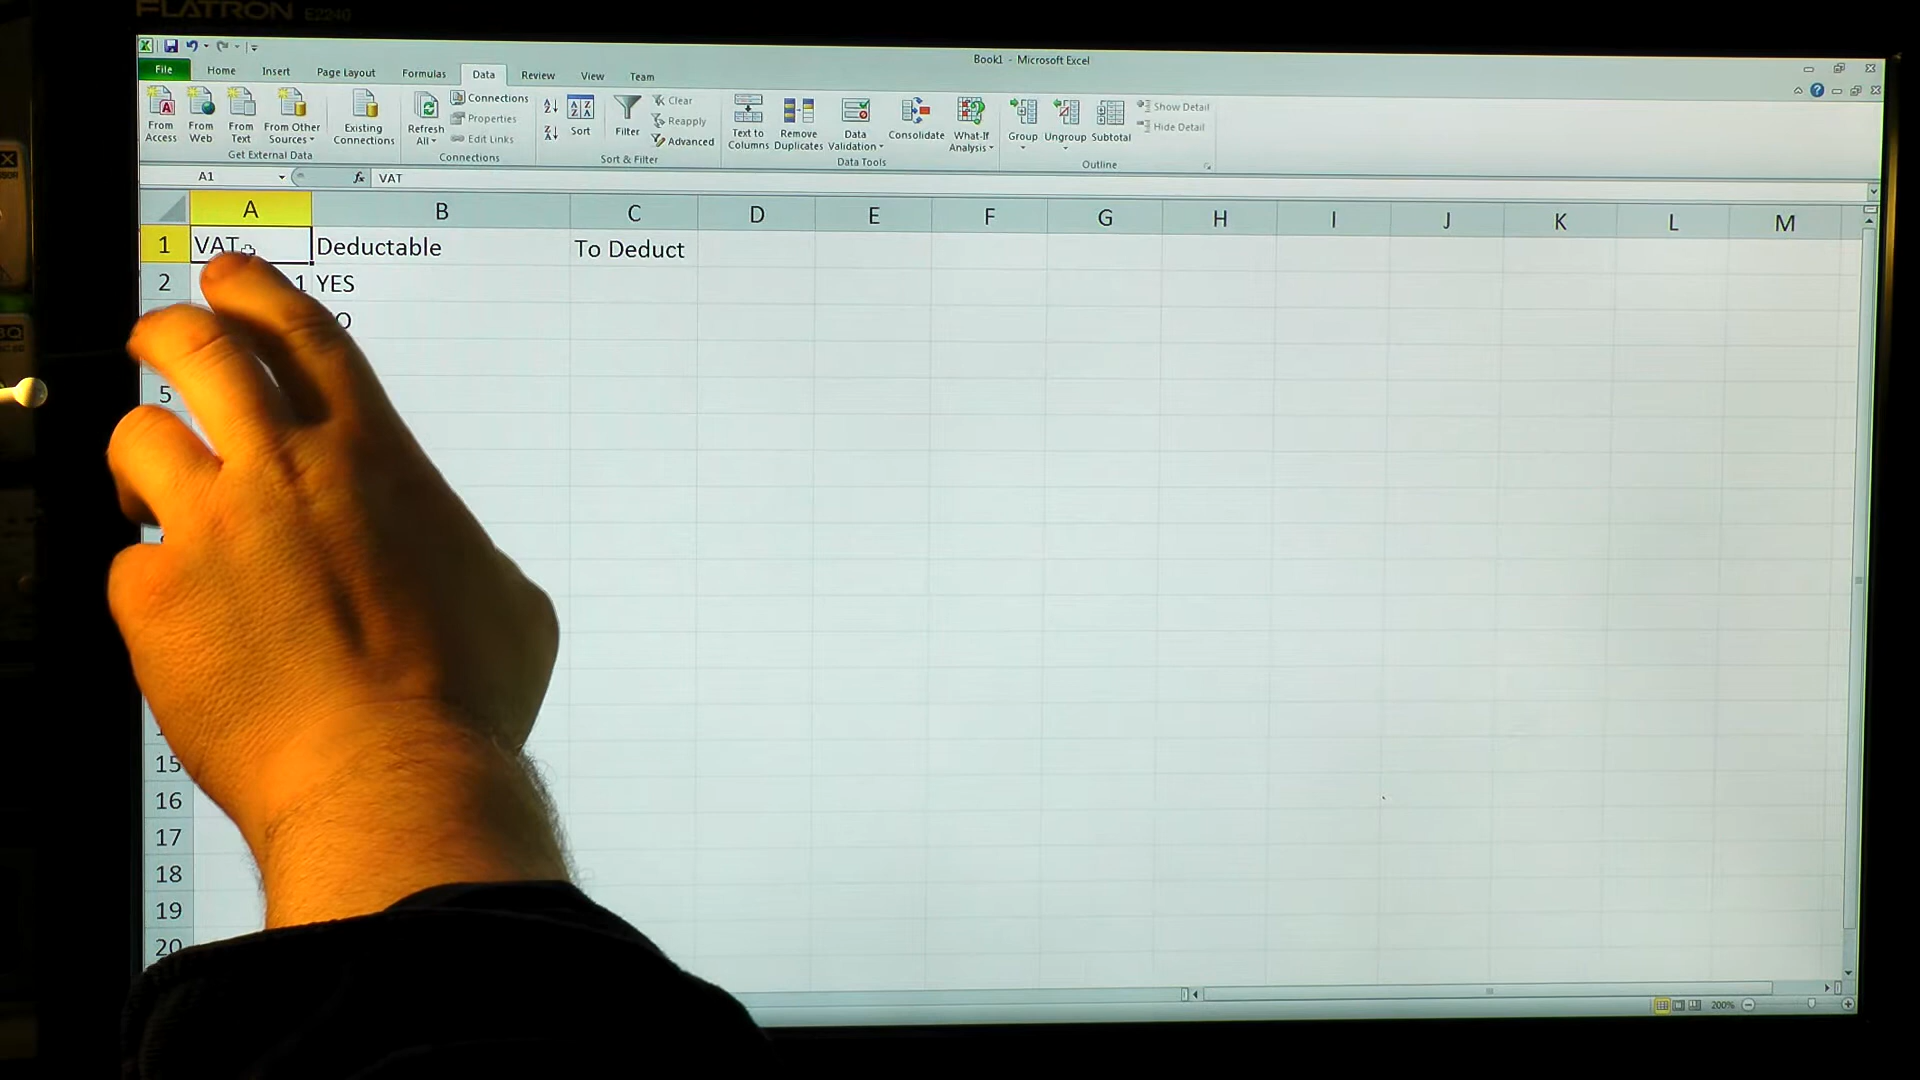 FLATRON E2240
Book1 - Microsoft Excel
File Home Insert Page Layout Formulas Data Review View Team
From Access
From Web
From Text
From Other Sources
Get External Data
Existing Connections
Refresh All
Connections
Properties
Edit Links
Connections
Sort
Filter
Clear
Reapply
Advanced
Sort & Filter
Text to Columns
Remove Duplicates
Data Validation
Consolidate
What-If Analysis
Data Tools
Group
Ungroup
Subtotal
Show Detail
Hide Detail
Outline
A1 fx VAT
A B C D E F G H I J K L M
1 VAT Deductable To Deduct
2 1 YES
O
5
15
16
17
18
19
20
200%